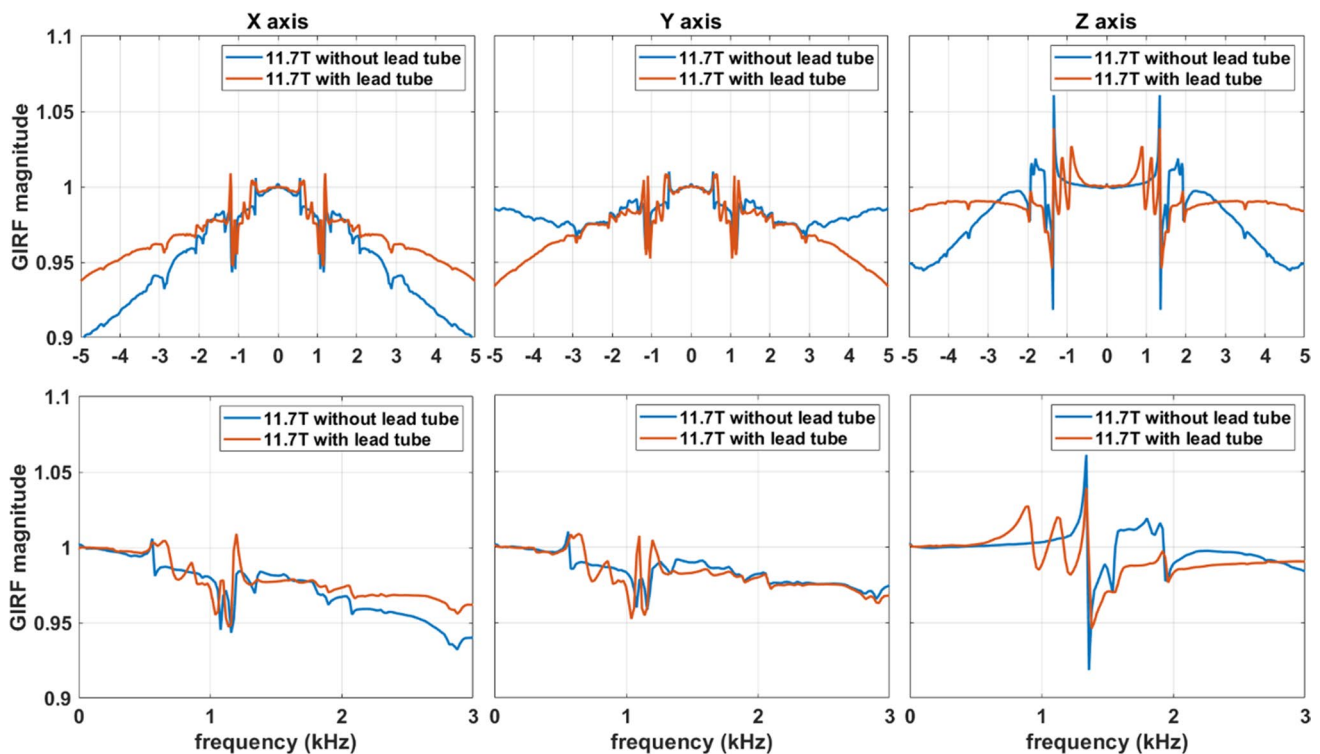 X axis
Y axis
Z axis
1.1
1.05
1
0.95
0.9
GIRF magnitude
11.7T without lead tube
11.7T with lead tube
11.7T without lead tube
11.7T with lead tube
11.7T without lead tube
11.7T with lead tube
-5 -4 -3 -2 -1 0 1 2 3 4 5
-5 -4 -3 -2 -1 0 1 2 3 4 5
-5 -4 -3 -2 -1 0 1 2 3 4 5
1.1
1.05
1
0.95
0.9
GIRF magnitude
11.7T without lead tube
11.7T with lead tube
11.7T without lead tube
11.7T with lead tube
11.7T without lead tube
11.7T with lead tube
0 1 2 3
0 1 2 3
0 1 2 3
frequency (kHz)
frequency (kHz)
frequency (kHz)